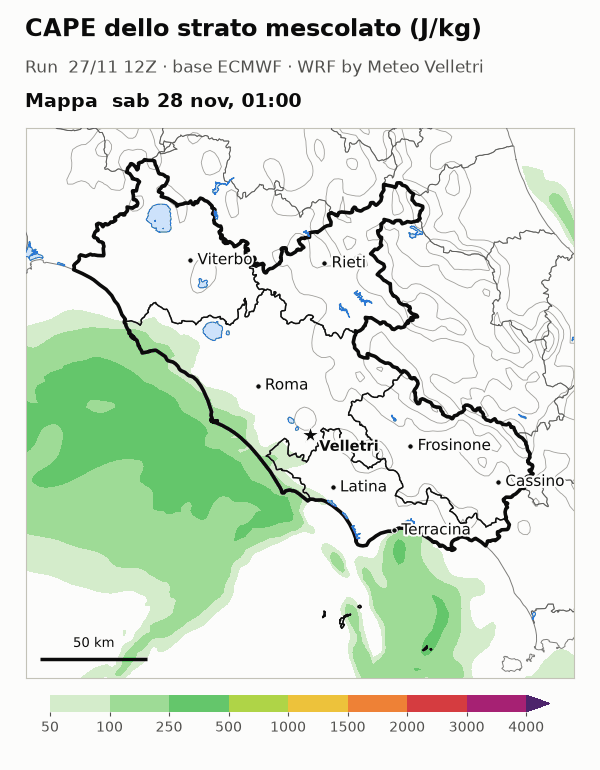 CAPE dello strato mescolato (J/kg)
Run  27/11 12Z · base ECMWF · WRF by Meteo Velletri
Mappa  sab 28 nov, 01:00
Viterbo
Rieti
Roma
Velletri
Frosinone
Cassino
Latina
Terracina
50 km
50 100 250 500 1000 1500 2000 3000 4000